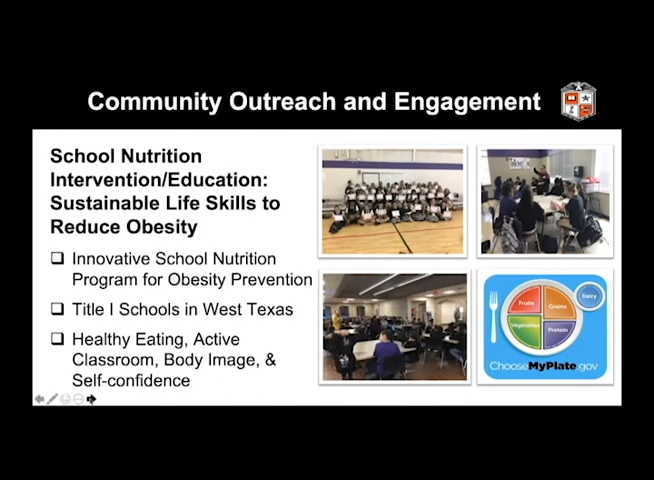 Community Outreach and Engagement
School Nutrition
Intervention/Education:
Sustainable Life Skills to
Reduce Obesity
Innovative School Nutrition
Program for Obesity Prevention
Title I Schools in West Texas
Healthy Eating, Active
Classroom, Body Image, &
Self-confidence
Fruits
Grains
Dairy
Vegetables
Protein
ChooseMyPlate.gov